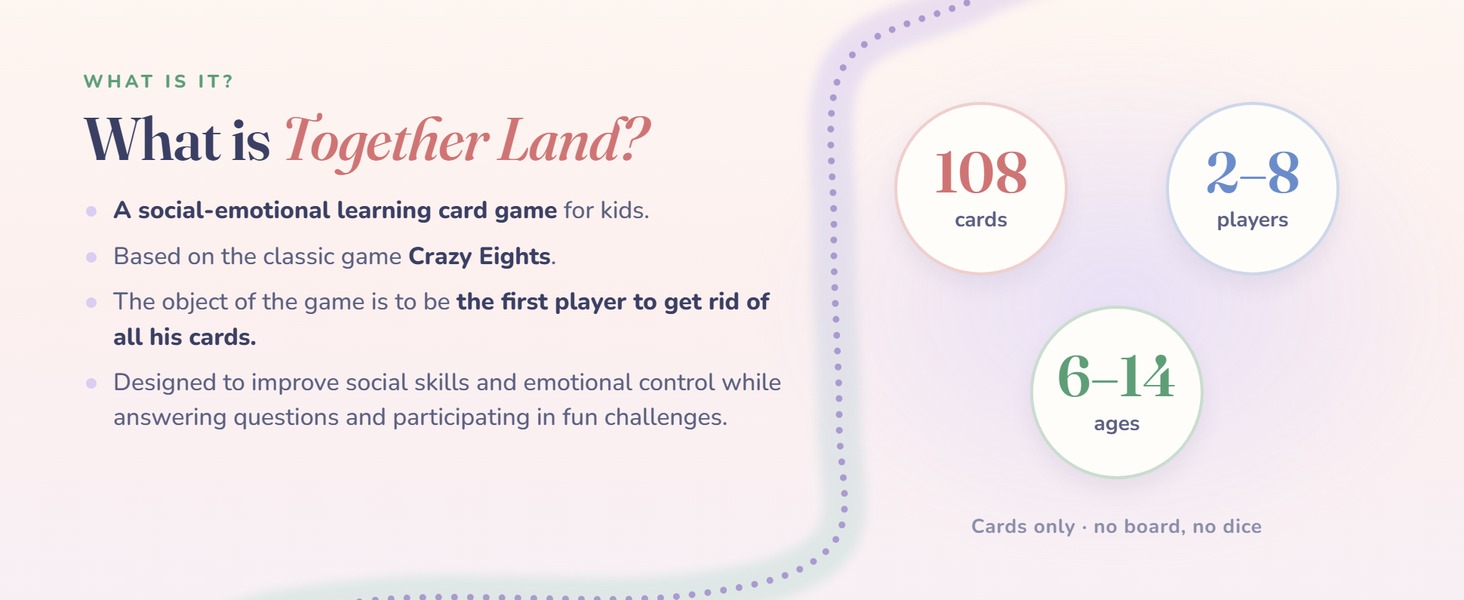 WHAT IS IT?
What is Together Land?
A social-emotional learning card game for kids.
Based on the classic game Crazy Eights.
The object of the game is to be the first player to get rid of
all his cards.
Designed to improve social skills and emotional control while
answering questions and participating in fun challenges.
108
cards
2–8
players
6–14
ages
Cards only · no board, no dice